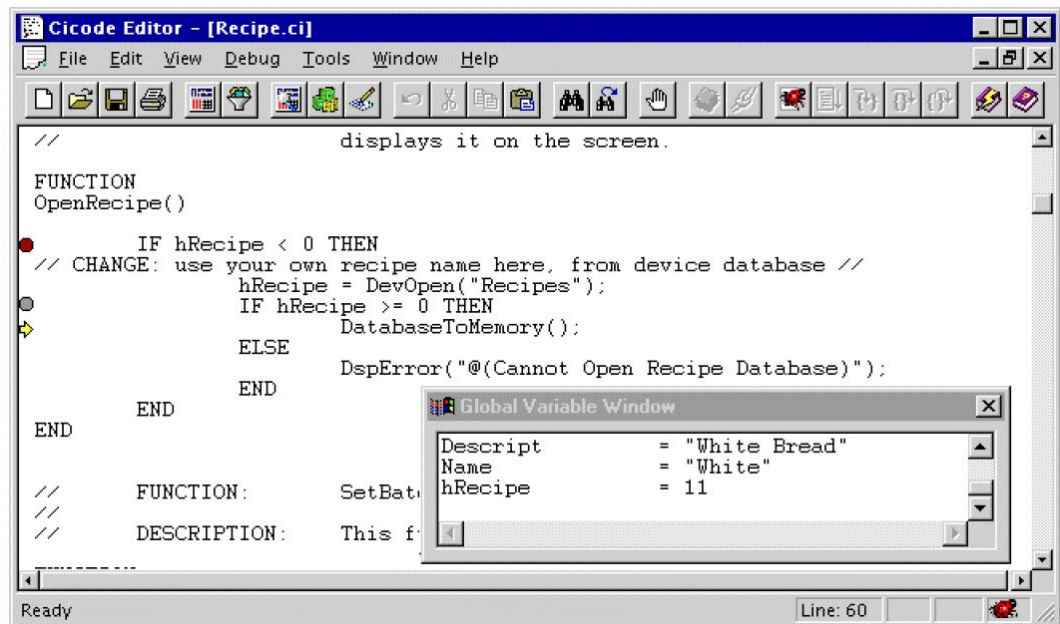 Cicode Editor - [Recipe.ci]
File Edit View Debug Tools Window Help
// displays it on the screen.
FUNCTION
OpenRecipe()
IF hRecipe < 0 THEN
// CHANGE: use your own recipe name here, from device database //
hRecipe = DevOpen("Recipes");
IF hRecipe >= 0 THEN
DatabaseToMemory();
ELSE
DspError("@(Cannot Open Recipe Database)");
END
END
END
// FUNCTION: SetBat
//
// DESCRIPTION: This f
Global Variable Window
Descript = "White Bread"
Name = "White"
hRecipe = 11
Ready Line: 60